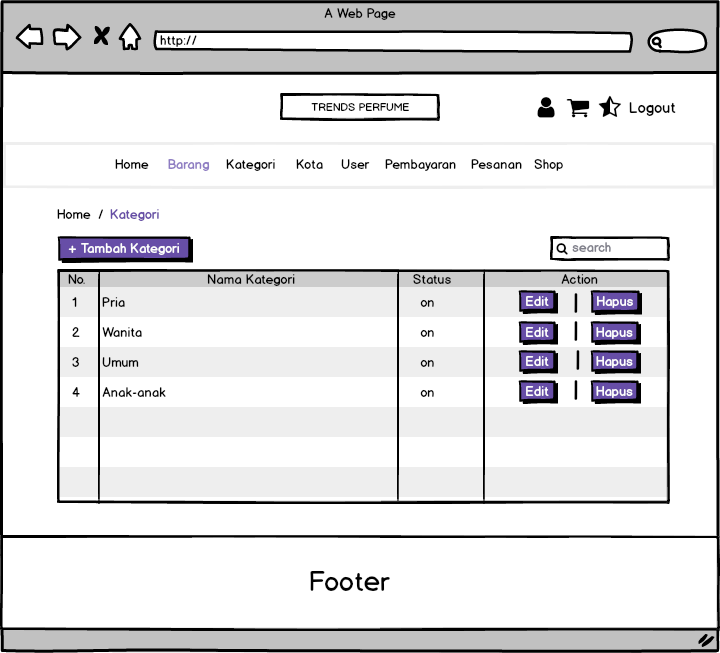 A Web Page
http://
TRENDS PERFUME
Logout
Home Barang Kategori Kota User Pembayaran Pesanan Shop
Home / Kategori
+ Tambah Kategori
search
No. Nama Kategori Status Action
1 Pria on Edit | Hapus
2 Wanita on Edit | Hapus
3 Umum on Edit | Hapus
4 Anak-anak on Edit | Hapus
Footer